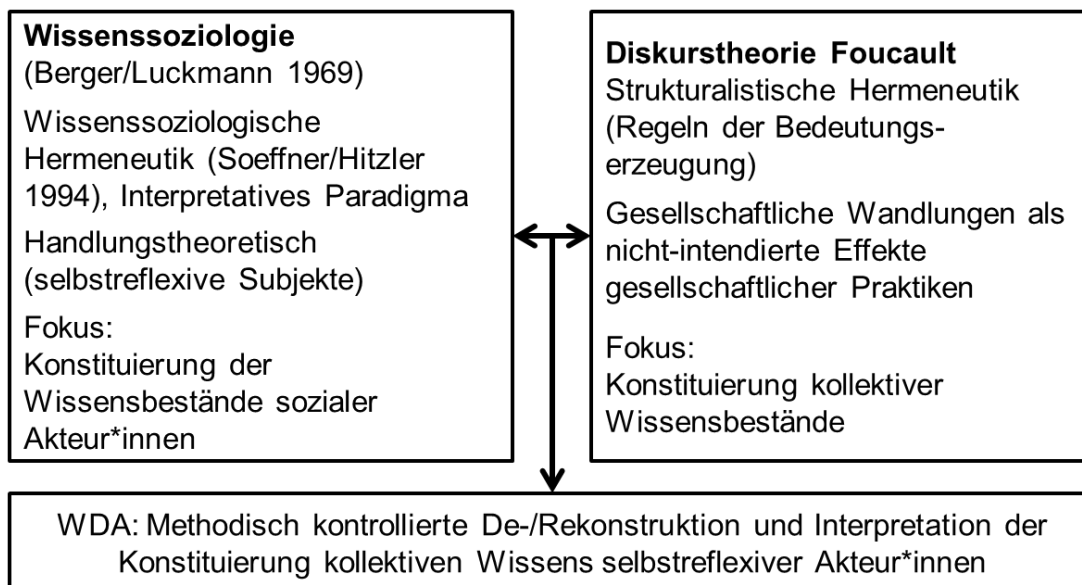 Wissenssoziologie
(Berger/Luckmann 1969)
Wissenssoziologische
Hermeneutik (Soeffner/Hitzler
1994), Interpretatives Paradigma
Handlungstheoretisch
(selbstreflexive Subjekte)
Fokus:
Konstituierung der
Wissensbestände sozialer
Akteur*innen
Diskurstheorie Foucault
Strukturalistische Hermeneutik
(Regeln der Bedeutungs-
erzeugung)
Gesellschaftliche Wandlungen als
nicht-intendierte Effekte
gesellschaftlicher Praktiken
Fokus:
Konstituierung kollektiver
Wissensbestände
WDA: Methodisch kontrollierte De-/Rekonstruktion und Interpretation der
Konstituierung kollektiven Wissens selbstreflexiver Akteur*innen